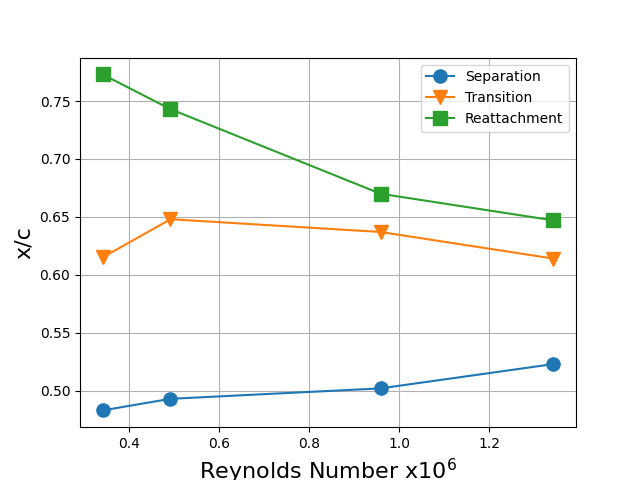 Separation
Transition
Reattachment
0.75
0.70
0.65
0.60
0.55
0.50
x/c
0.4 0.6 0.8 1.0 1.2
Reynolds Number x10⁶